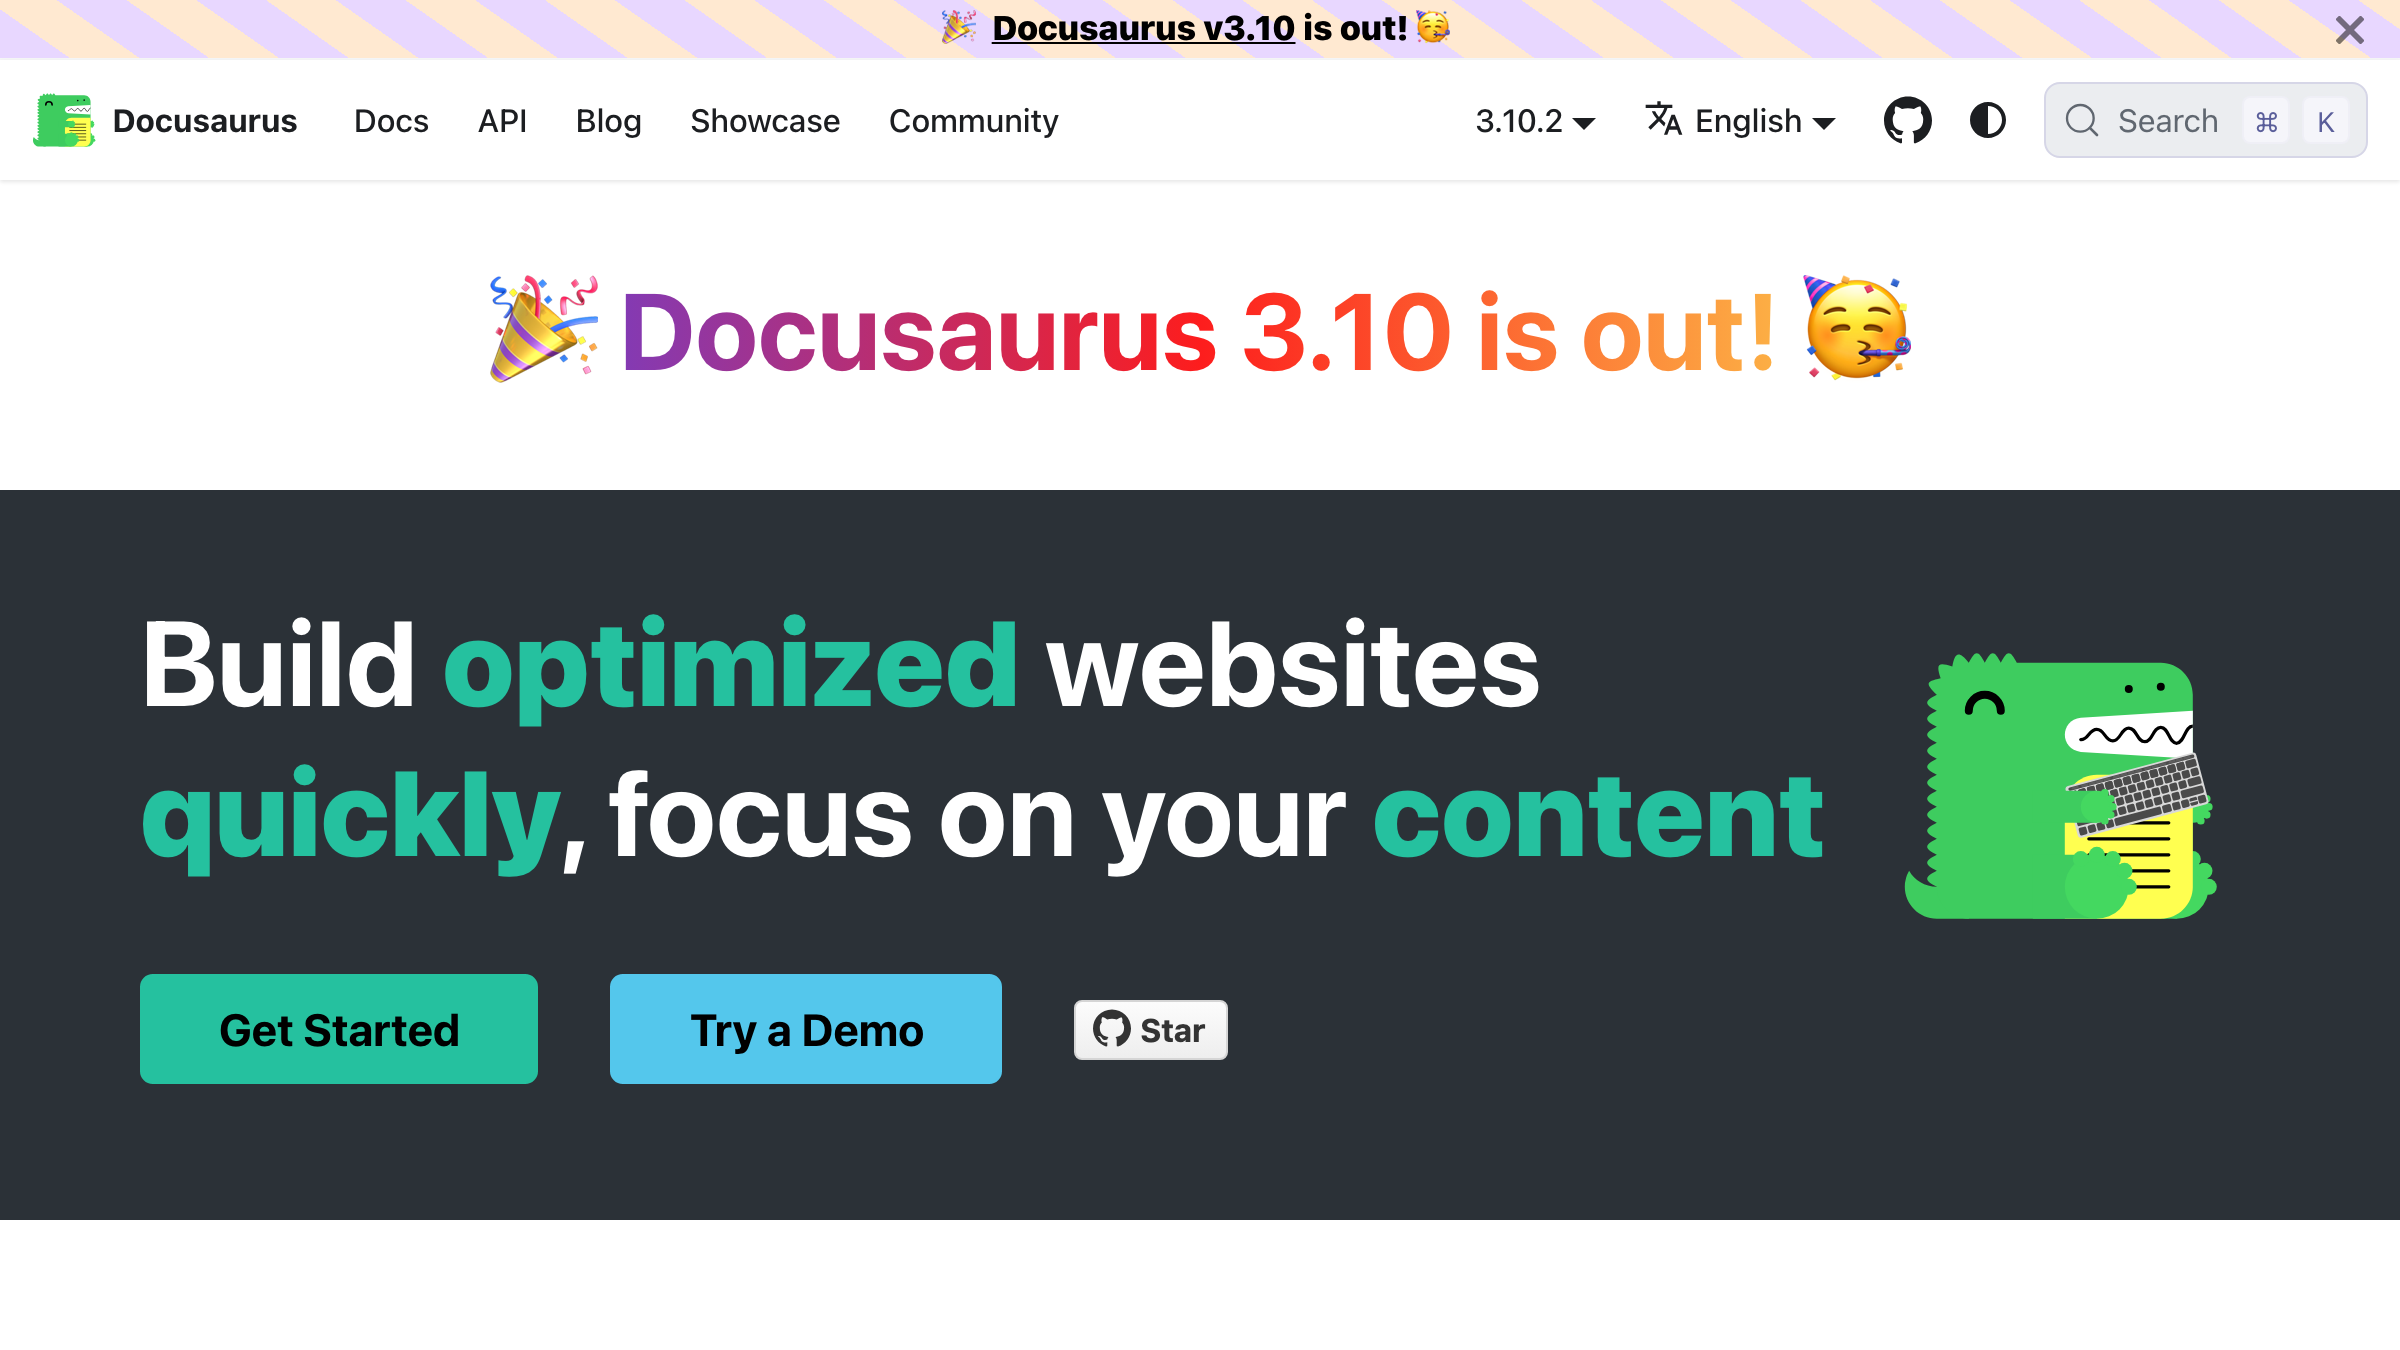 🎉 Docusaurus v3.10 is out! 🥳
Docusaurus Docs API Blog Showcase Community 3.10.2 English Search ⌘ K
🎉 Docusaurus 3.10 is out! 🥳
Build optimized websites
quickly, focus on your content
Get Started Try a Demo Star